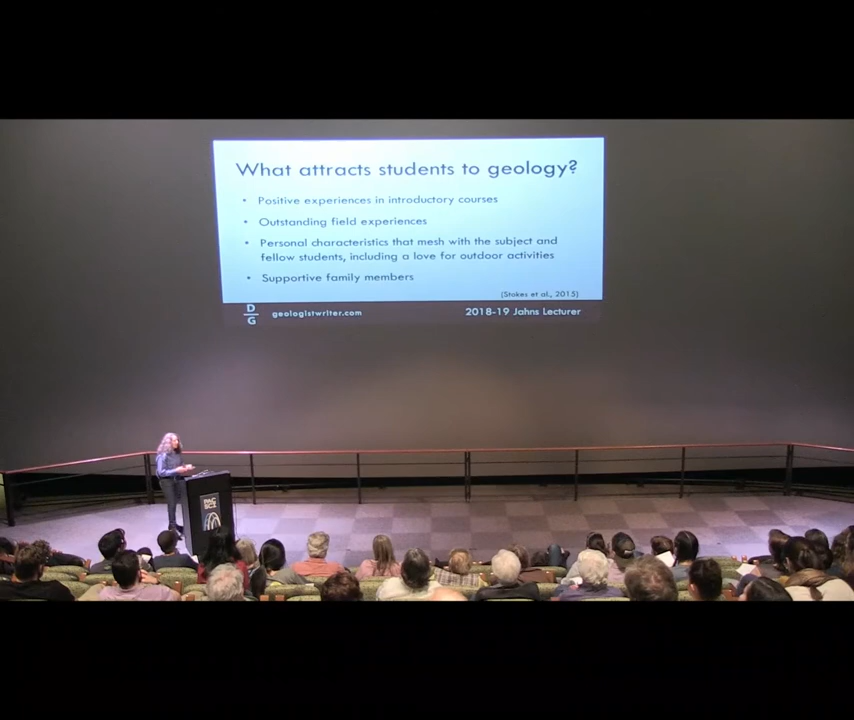 What attracts students to geology?
• Positive experiences in introductory courses
• Outstanding field experiences
• Personal characteristics that mesh with the subject and
fellow students, including a love for outdoor activities
• Supportive family members
(Stokes et al., 2015)
D
G
geologistwriter.com
2018-19 Jahns Lecturer
PAC
SCI